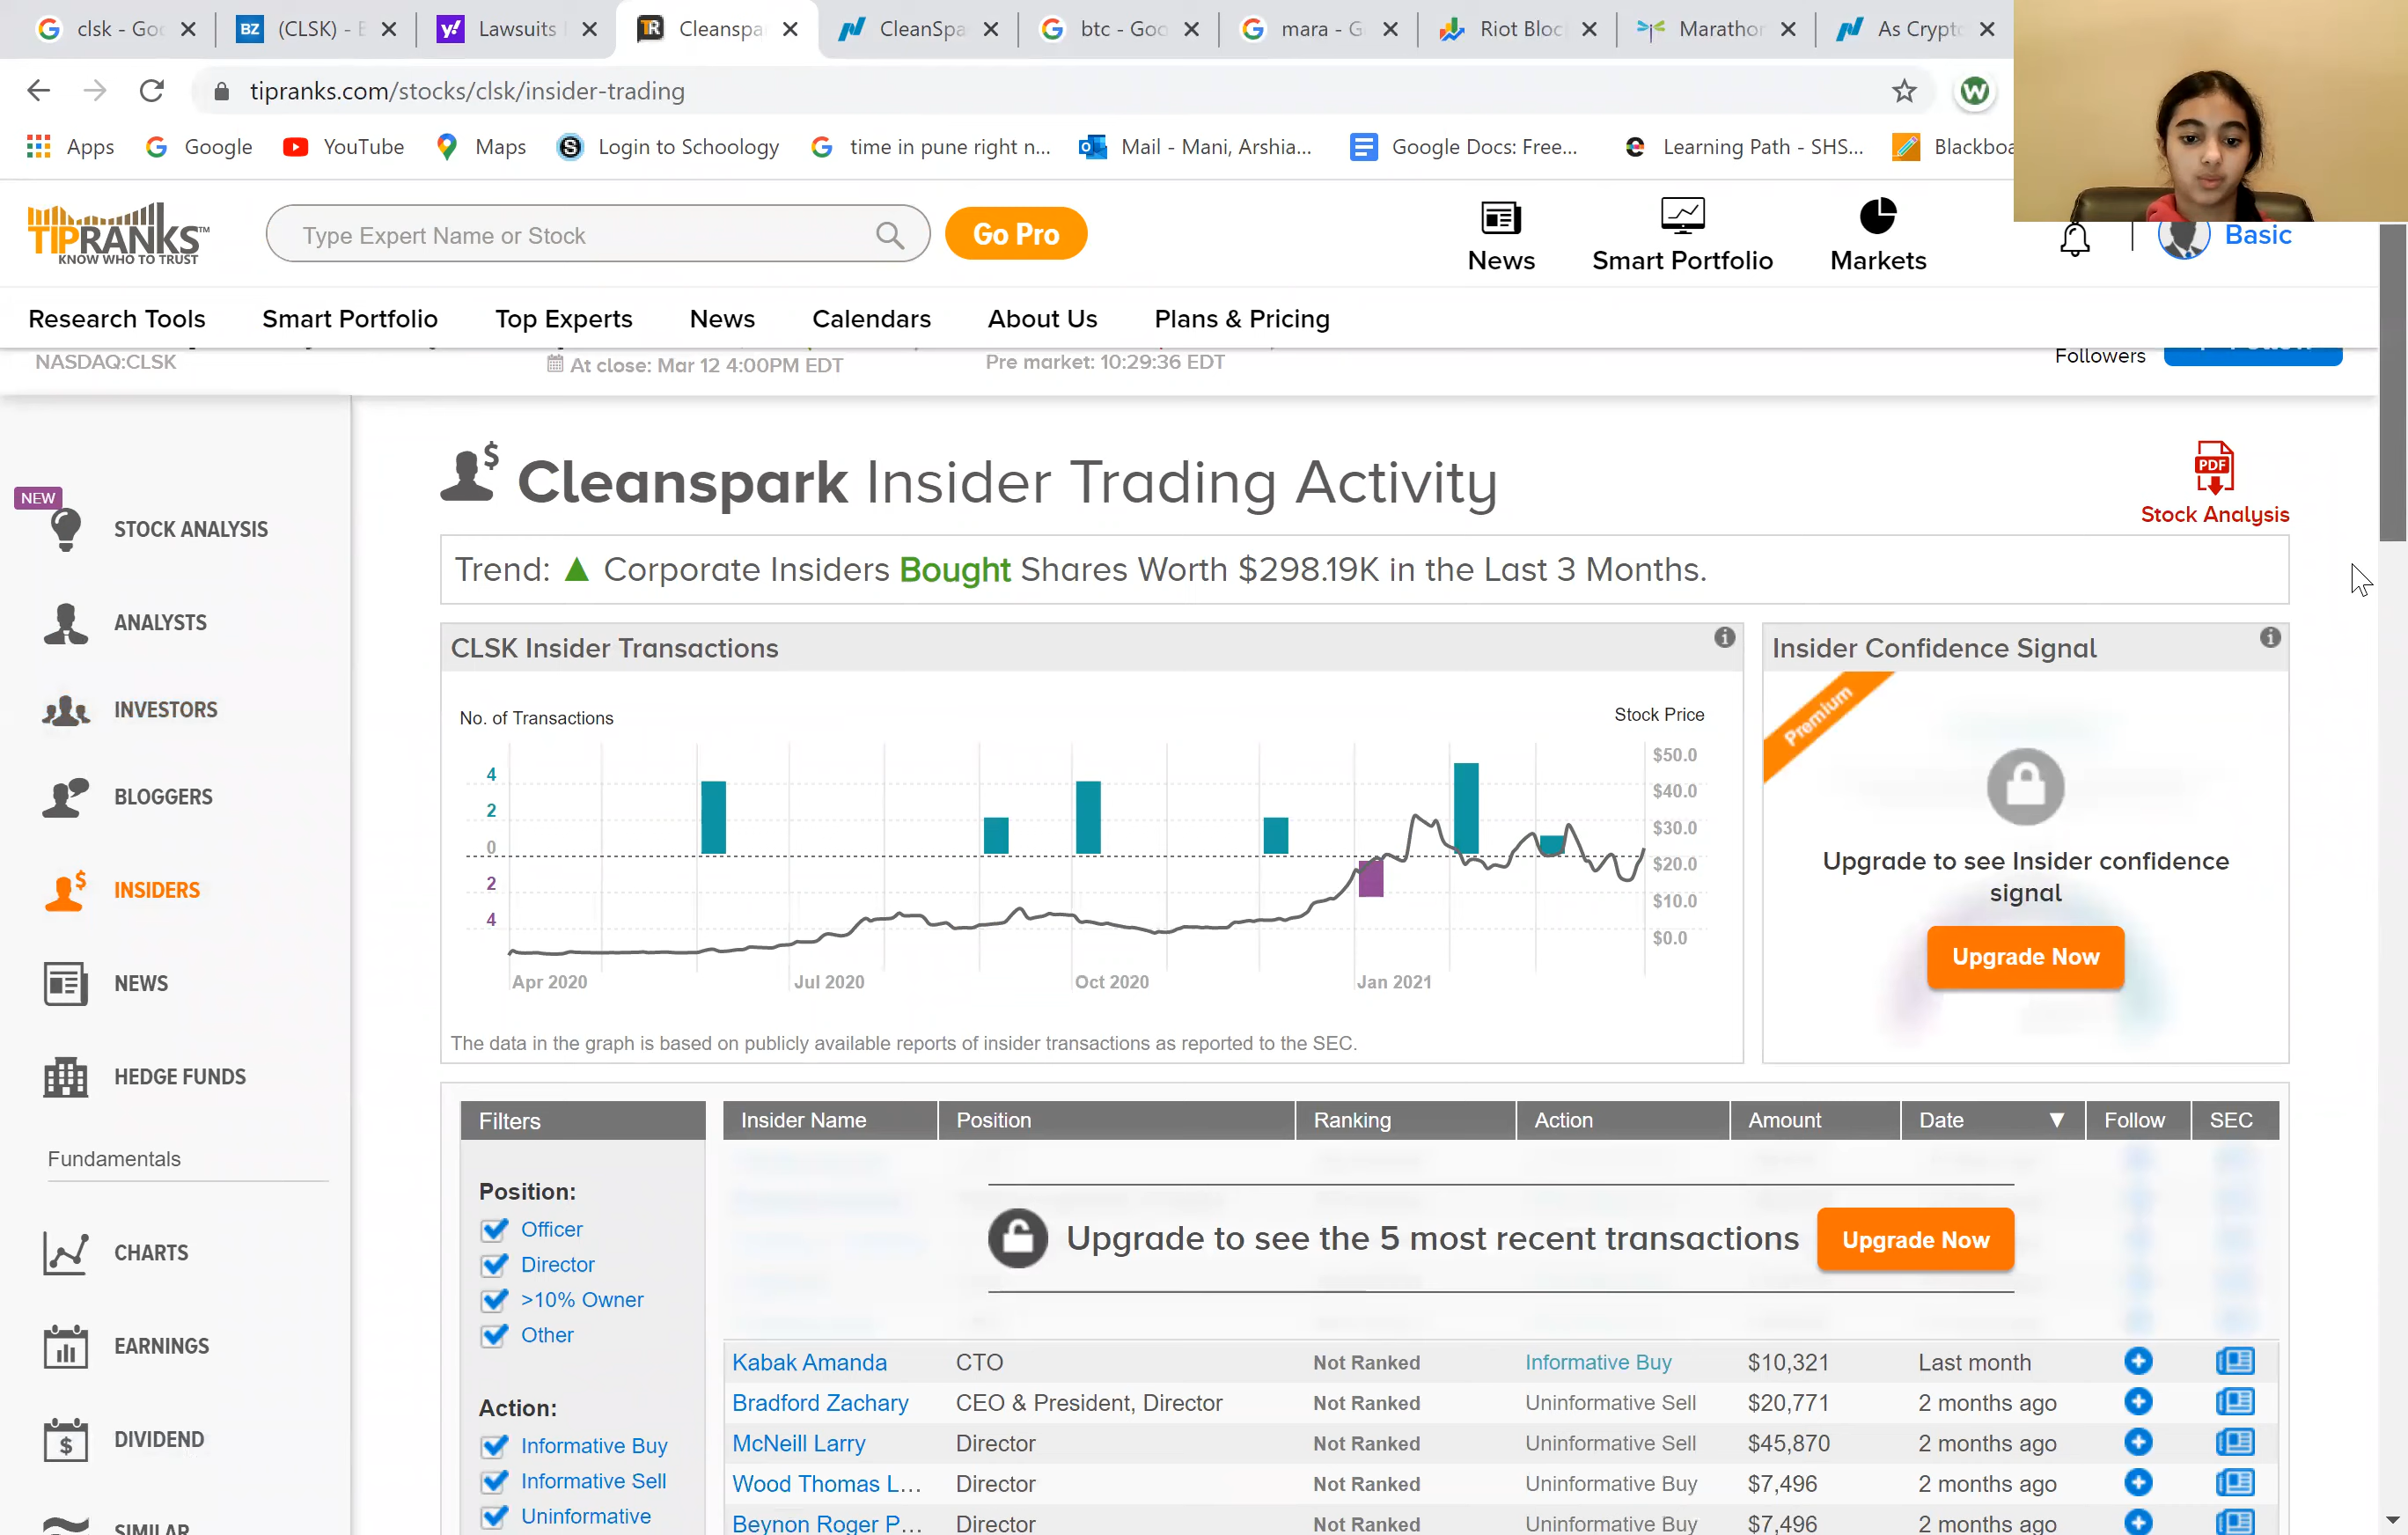 clsk - Goo
(CLSK) - B
Lawsuits
Cleanspa
CleanSpa
btc - Goo
mara - G
Riot Bloc
Marathon
As Crypto
tipranks.com/stocks/clsk/insider-trading
W
Apps
Google
YouTube
Maps
Login to Schoology
time in pune right n...
Mail - Mani, Arshia...
Google Docs: Free...
Learning Path - SHS...
Blackboa
TIPRANKS™
KNOW WHO TO TRUST
Type Expert Name or Stock
Go Pro
News
Smart Portfolio
Markets
Basic
Research Tools
Smart Portfolio
Top Experts
News
Calendars
About Us
Plans & Pricing
NASDAQ:CLSK
At close: Mar 12 4:00PM EDT
Pre market: 10:29:36 EDT
Followers
NEW
STOCK ANALYSIS
ANALYSTS
INVESTORS
BLOGGERS
INSIDERS
NEWS
HEDGE FUNDS
Fundamentals
CHARTS
EARNINGS
DIVIDEND
SIMILAR
Cleanspark Insider Trading Activity
PDF
Stock Analysis
Trend: ▲ Corporate Insiders Bought Shares Worth $298.19K in the Last 3 Months.
CLSK Insider Transactions
No. of Transactions
Stock Price
4
2
0
2
4
$50.0
$40.0
$30.0
$20.0
$10.0
$0.0
Apr 2020
Jul 2020
Oct 2020
Jan 2021
The data in the graph is based on publicly available reports of insider transactions as reported to the SEC.
Insider Confidence Signal
Premium
Upgrade to see Insider confidence
signal
Upgrade Now
Filters
Position:
Officer
Director
>10% Owner
Other
Action:
Informative Buy
Informative Sell
Uninformative
Insider Name Position Ranking Action Amount Date ▼ Follow SEC
Upgrade to see the 5 most recent transactions
Upgrade Now
Kabak Amanda CTO Not Ranked Informative Buy $10,321 Last month
Bradford Zachary CEO & President, Director Not Ranked Uninformative Sell $20,771 2 months ago
McNeill Larry Director Not Ranked Uninformative Sell $45,870 2 months ago
Wood Thomas L... Director Not Ranked Uninformative Buy $7,496 2 months ago
Beynon Roger P... Director Not Ranked Uninformative Buy $7,496 2 months ago